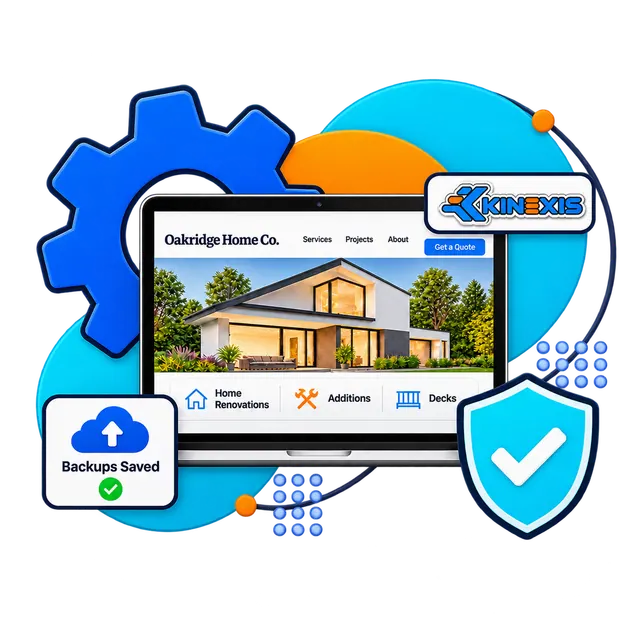 KINEXIS
Oakridge Home Co.
Services
Projects
About
Get a Quote
Home
Renovations
Additions
Decks
Backups Saved